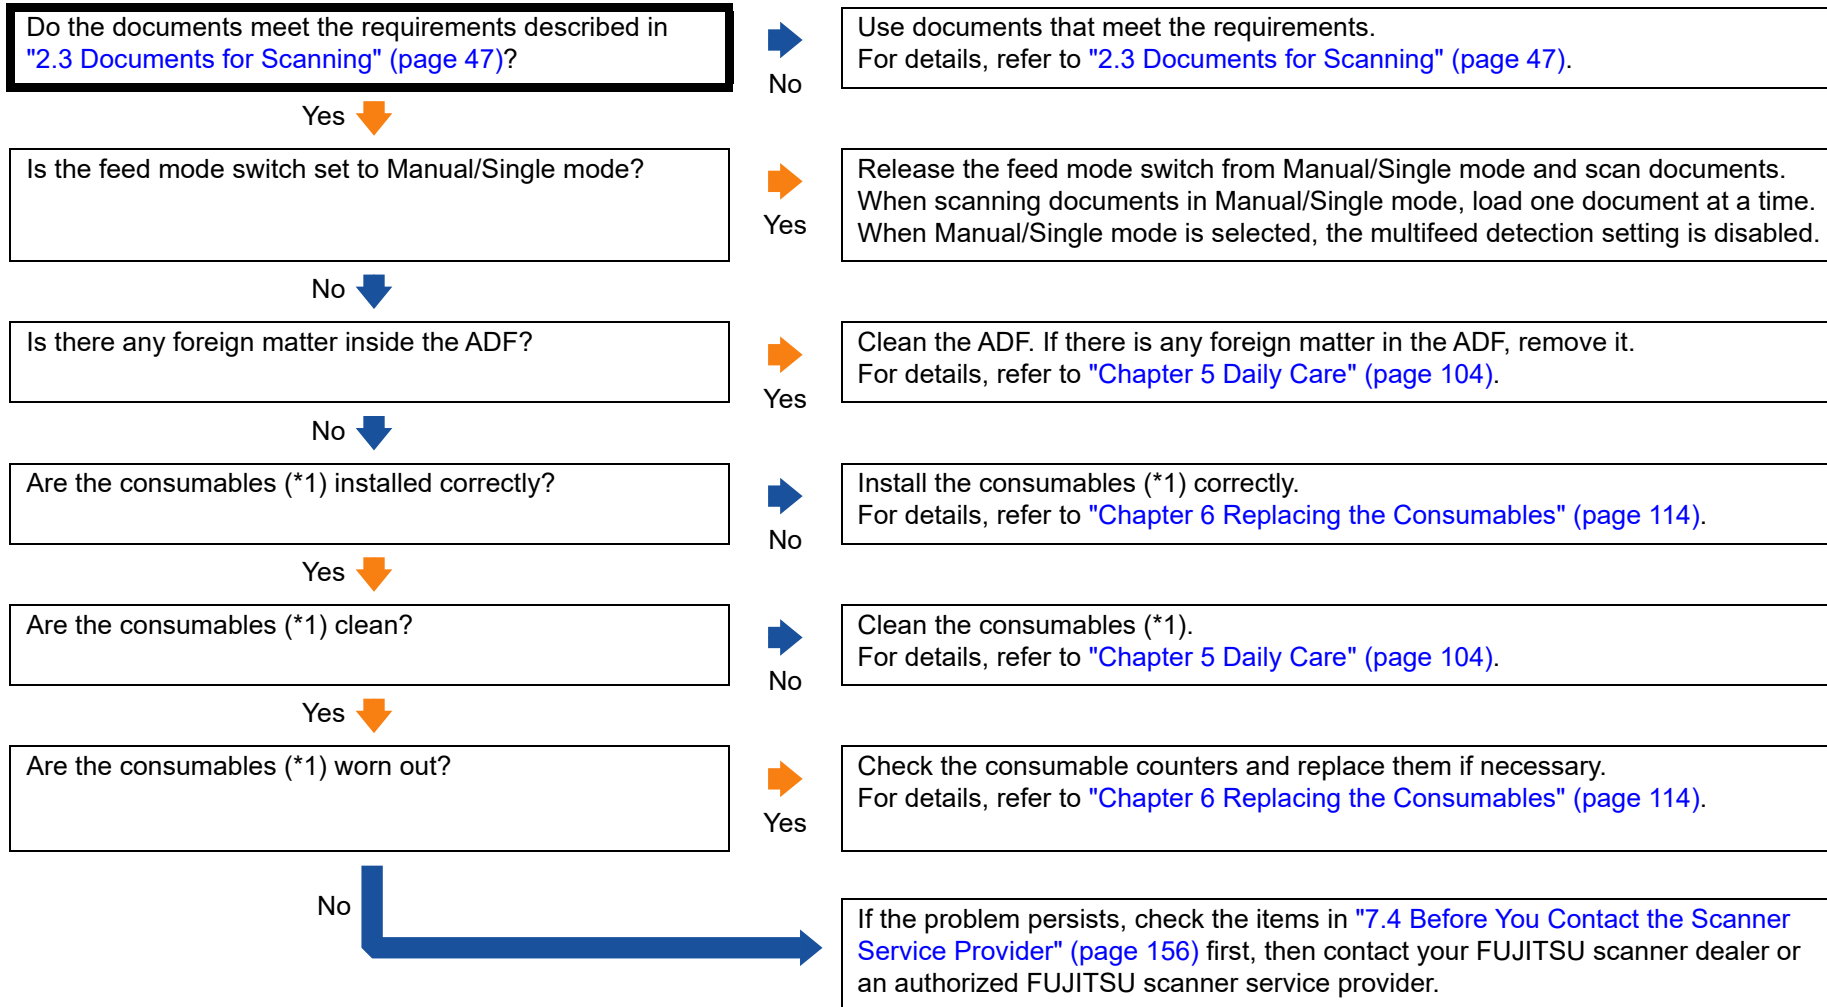 Do the documents meet the requirements described in
"2.3 Documents for Scanning" (page 47)?
No
Use documents that meet the requirements.
For details, refer to "2.3 Documents for Scanning" (page 47).
Yes
Is the feed mode switch set to Manual/Single mode?
Yes
Release the feed mode switch from Manual/Single mode and scan documents.
When scanning documents in Manual/Single mode, load one document at a time.
When Manual/Single mode is selected, the multifeed detection setting is disabled.
No
Is there any foreign matter inside the ADF?
Yes
Clean the ADF. If there is any foreign matter in the ADF, remove it.
For details, refer to "Chapter 5 Daily Care" (page 104).
No
Are the consumables (*1) installed correctly?
No
Install the consumables (*1) correctly.
For details, refer to "Chapter 6 Replacing the Consumables" (page 114).
Yes
Are the consumables (*1) clean?
No
Clean the consumables (*1).
For details, refer to "Chapter 5 Daily Care" (page 104).
Yes
Are the consumables (*1) worn out?
Yes
Check the consumable counters and replace them if necessary.
For details, refer to "Chapter 6 Replacing the Consumables" (page 114).
No
If the problem persists, check the items in "7.4 Before You Contact the Scanner
Service Provider" (page 156) first, then contact your FUJITSU scanner dealer or
an authorized FUJITSU scanner service provider.